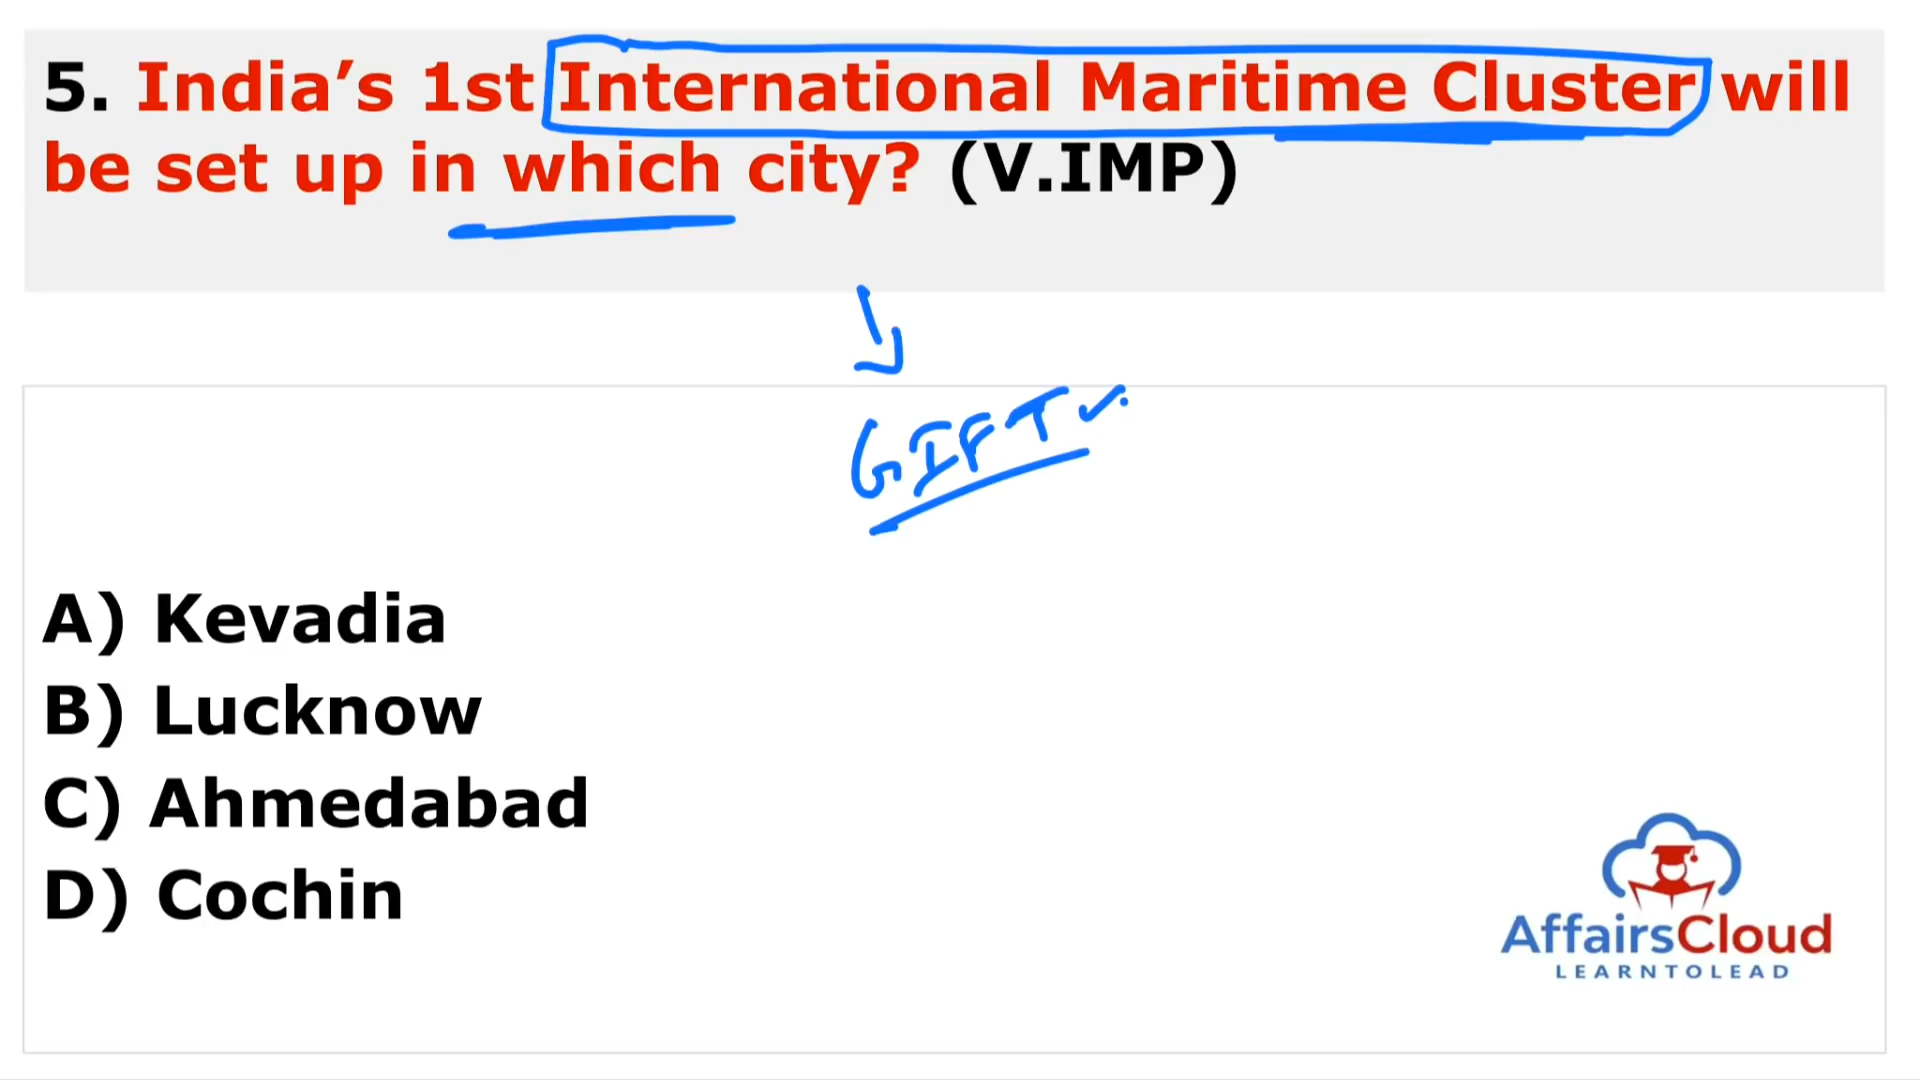 5. India’s 1st International Maritime Cluster will
be set up in which city? (V.IMP)
GIFT
A) Kevadia
B) Lucknow
C) Ahmedabad
D) Cochin
AffairsCloud
LEARNTOLEAD